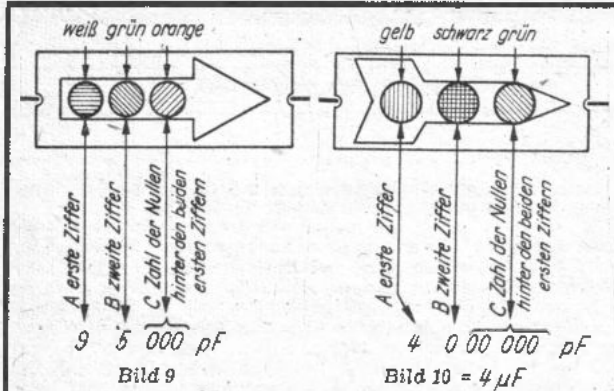 weiß grün orange
A erste Ziffer
B zweite Ziffer
C Zahl der Nullen
hinter den beiden
ersten Ziffern
9 5 000 pF
Bild 9
gelb schwarz grün
A erste Ziffer
B zweite Ziffer
C Zahl der Nullen
hinter den beiden
ersten Ziffern
4 0 00 000 pF
Bild 10 = 4 µF